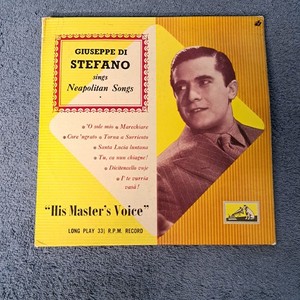 GIUSEPPE DI
STEFANO
sings
Neapolitan Songs
'O sole mio • Marechiare
Core 'ngrato • Torna a Surriento
Santa Lucia luntana
Tu, ca nun chiagne!
Dicitencello vuje
I' te vurria
vasà!
"His Master's Voice"
LONG PLAY 33⅓ R.P.M. RECORD